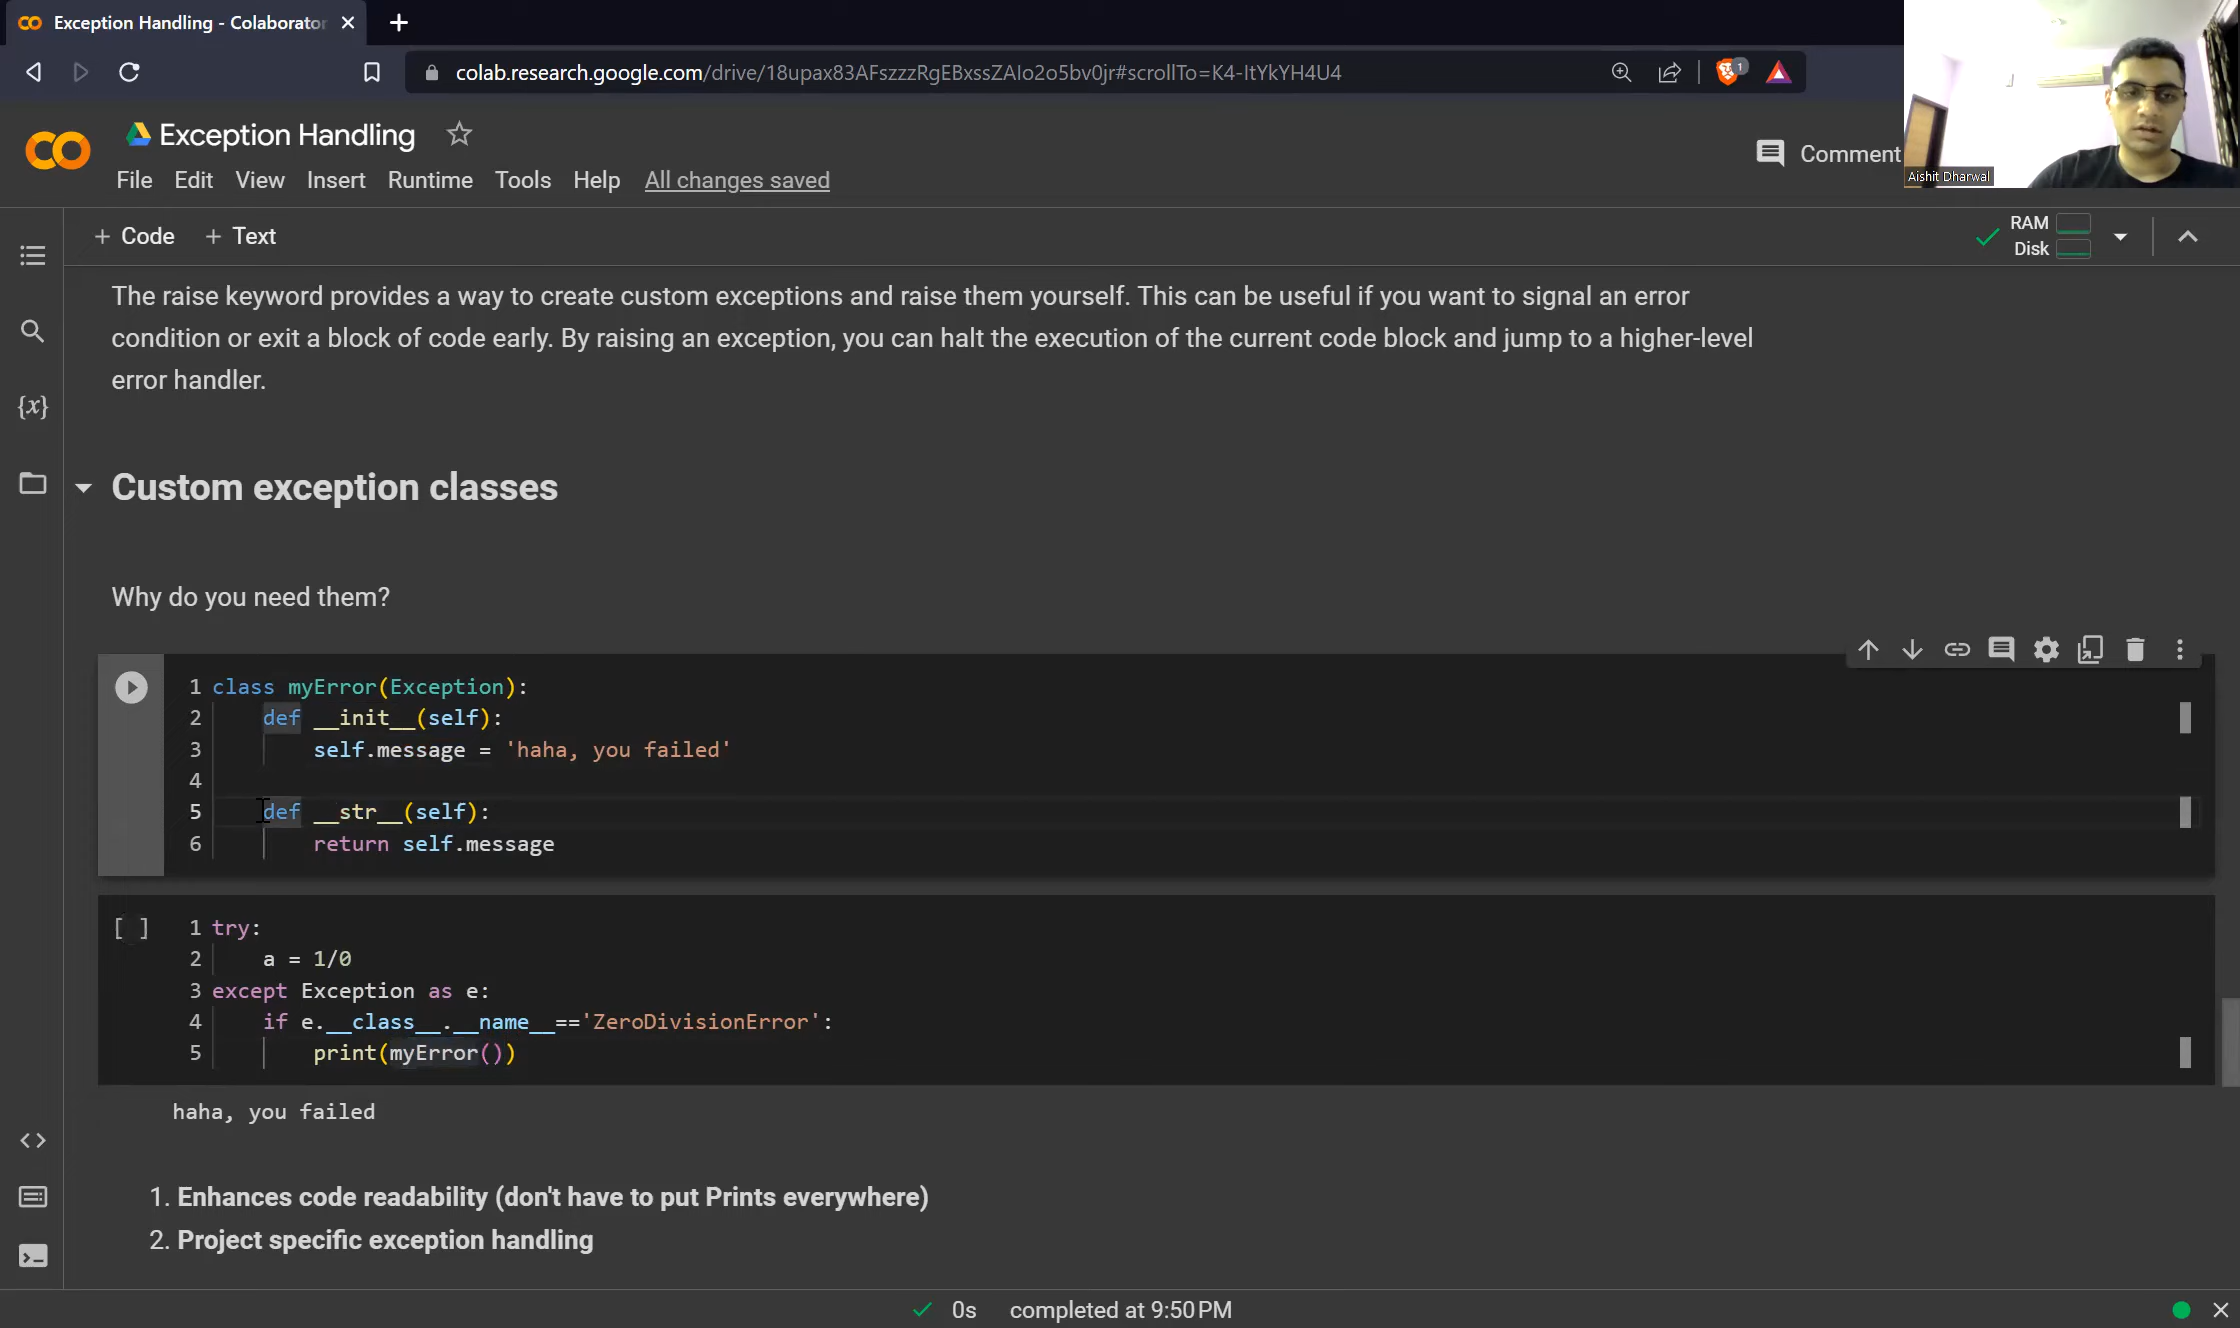 Exception Handling - Colaborator
colab.research.google.com/drive/18upax83AFszzzRgEBxssZAIo2o5bv0jr#scrollTo=K4-ItYkYH4U4
1
Exception Handling
File Edit View Insert Runtime Tools Help All changes saved
Comment
Aishit Dharwal
+ Code + Text
RAM
Disk
The raise keyword provides a way to create custom exceptions and raise them yourself. This can be useful if you want to signal an error
condition or exit a block of code early. By raising an exception, you can halt the execution of the current code block and jump to a higher-level
error handler.
{x}
Custom exception classes
Why do you need them?
1 class myError(Exception):
2     def __init__(self):
3         self.message = 'haha, you failed'
4
5     def __str__(self):
6         return self.message
[ ]
1 try:
2     a = 1/0
3 except Exception as e:
4     if e.__class__.__name__=='ZeroDivisionError':
5         print(myError())
haha, you failed
1. Enhances code readability (don't have to put Prints everywhere)
2. Project specific exception handling
0s completed at 9:50 PM